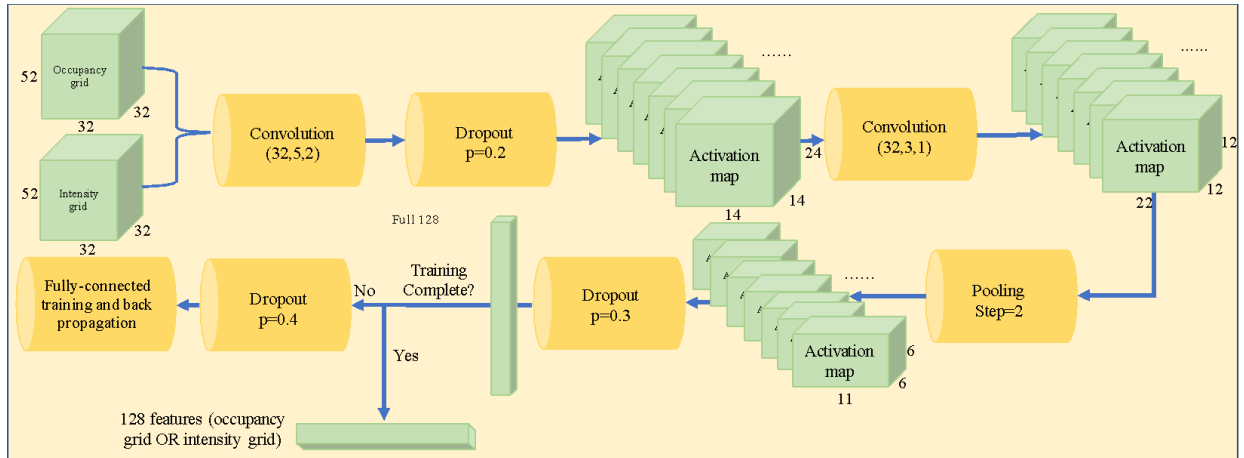 52
Occupancy
grid
32
32
52
Intensity
grid
32
32
Convolution
(32,5,2)
Dropout
p=0.2
......
Activation
map
24
14
14
Convolution
(32,3,1)
......
Activation
map
12
12
22
Pooling
Step=2
......
Activation
map
6
6
11
Dropout
p=0.3
Full 128
Training
Complete?
No
Yes
Dropout
p=0.4
Fully-connected
training and back
propagation
128 features (occupancy
grid OR intensity grid)